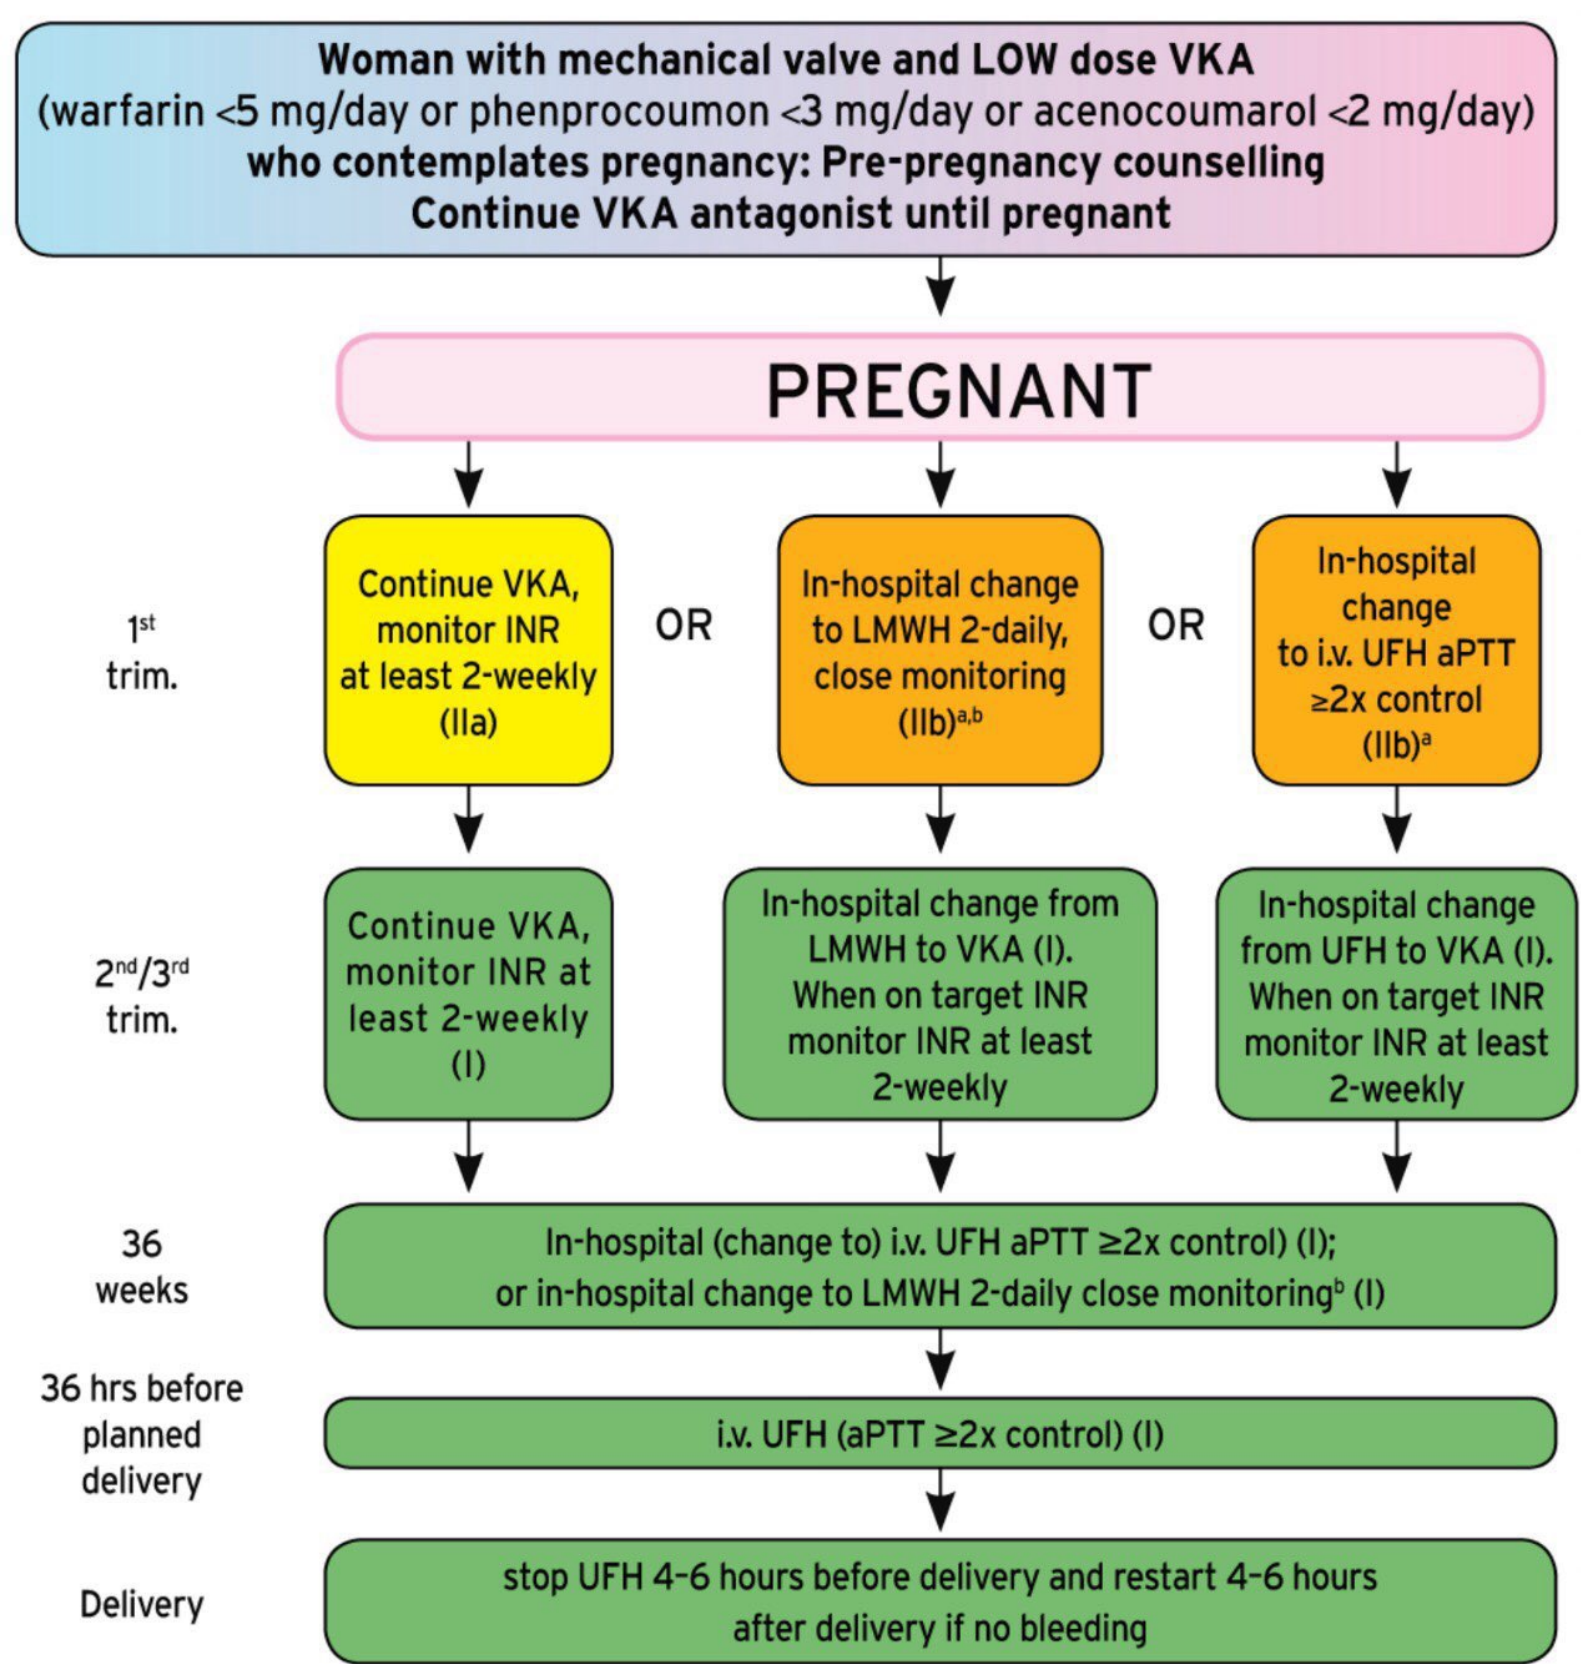 Woman with mechanical valve and LOW dose VKA
(warfarin <5 mg/day or phenprocoumon <3 mg/day or acenocoumarol <2 mg/day)
who contemplates pregnancy: Pre-pregnancy counselling
Continue VKA antagonist until pregnant
PREGNANT
1st
trim.
Continue VKA,
monitor INR
at least 2-weekly
(IIa)
OR
In-hospital change
to LMWH 2-daily,
close monitoring
(IIb)a,b
OR
In-hospital
change
to i.v. UFH aPTT
≥2x control
(IIb)a
2nd/3rd
trim.
Continue VKA,
monitor INR at
least 2-weekly
(I)
In-hospital change from
LMWH to VKA (I).
When on target INR
monitor INR at least
2-weekly
In-hospital change
from UFH to VKA (I).
When on target INR
monitor INR at least
2-weekly
36
weeks
In-hospital (change to) i.v. UFH aPTT ≥2x control) (I);
or in-hospital change to LMWH 2-daily close monitoringb (I)
36 hrs before
planned
delivery
i.v. UFH (aPTT ≥2x control) (I)
Delivery
stop UFH 4-6 hours before delivery and restart 4-6 hours
after delivery if no bleeding